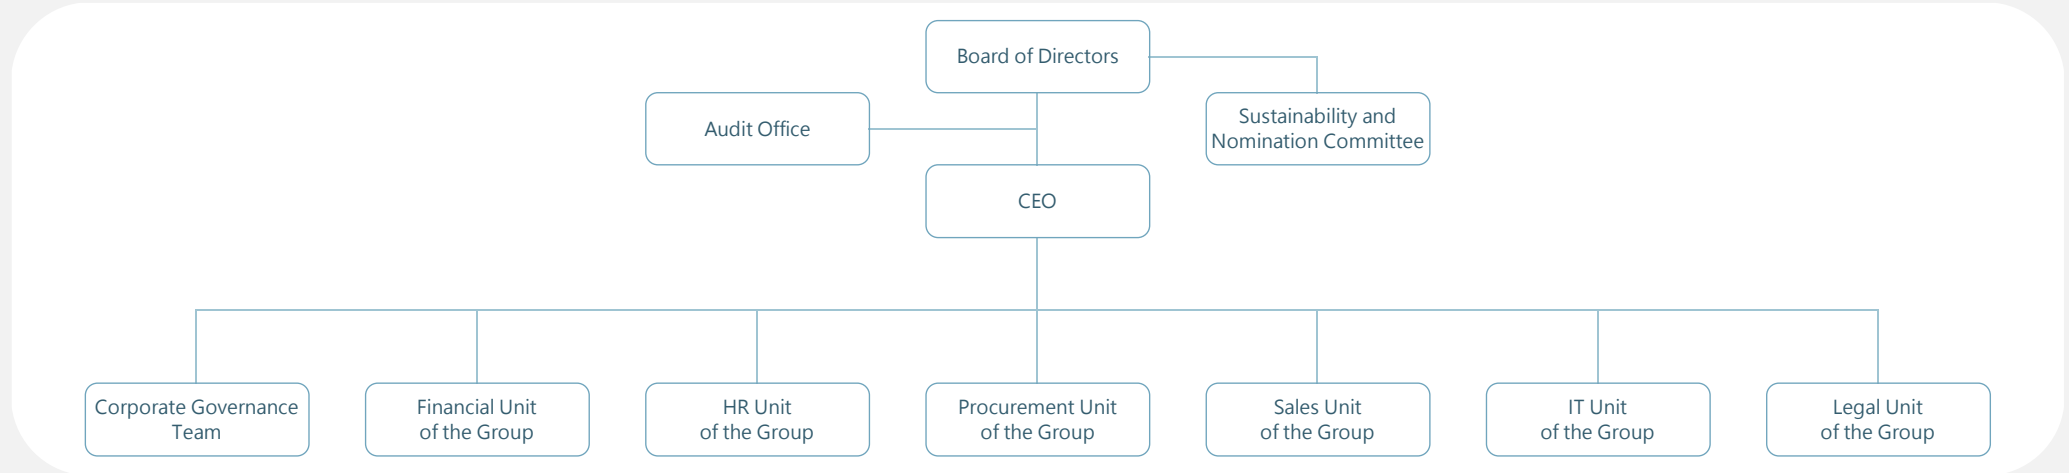 Board of Directors
Audit Office
Sustainability and
Nomination Committee
CEO
Corporate Governance
Team
Financial Unit
of the Group
HR Unit
of the Group
Procurement Unit
of the Group
Sales Unit
of the Group
IT Unit
of the Group
Legal Unit
of the Group